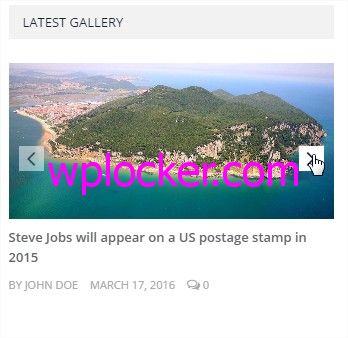 LATEST GALLERY
wplocker.com
Steve Jobs will appear on a US postage stamp in
2015
BY JOHN DOE MARCH 17, 2016 0